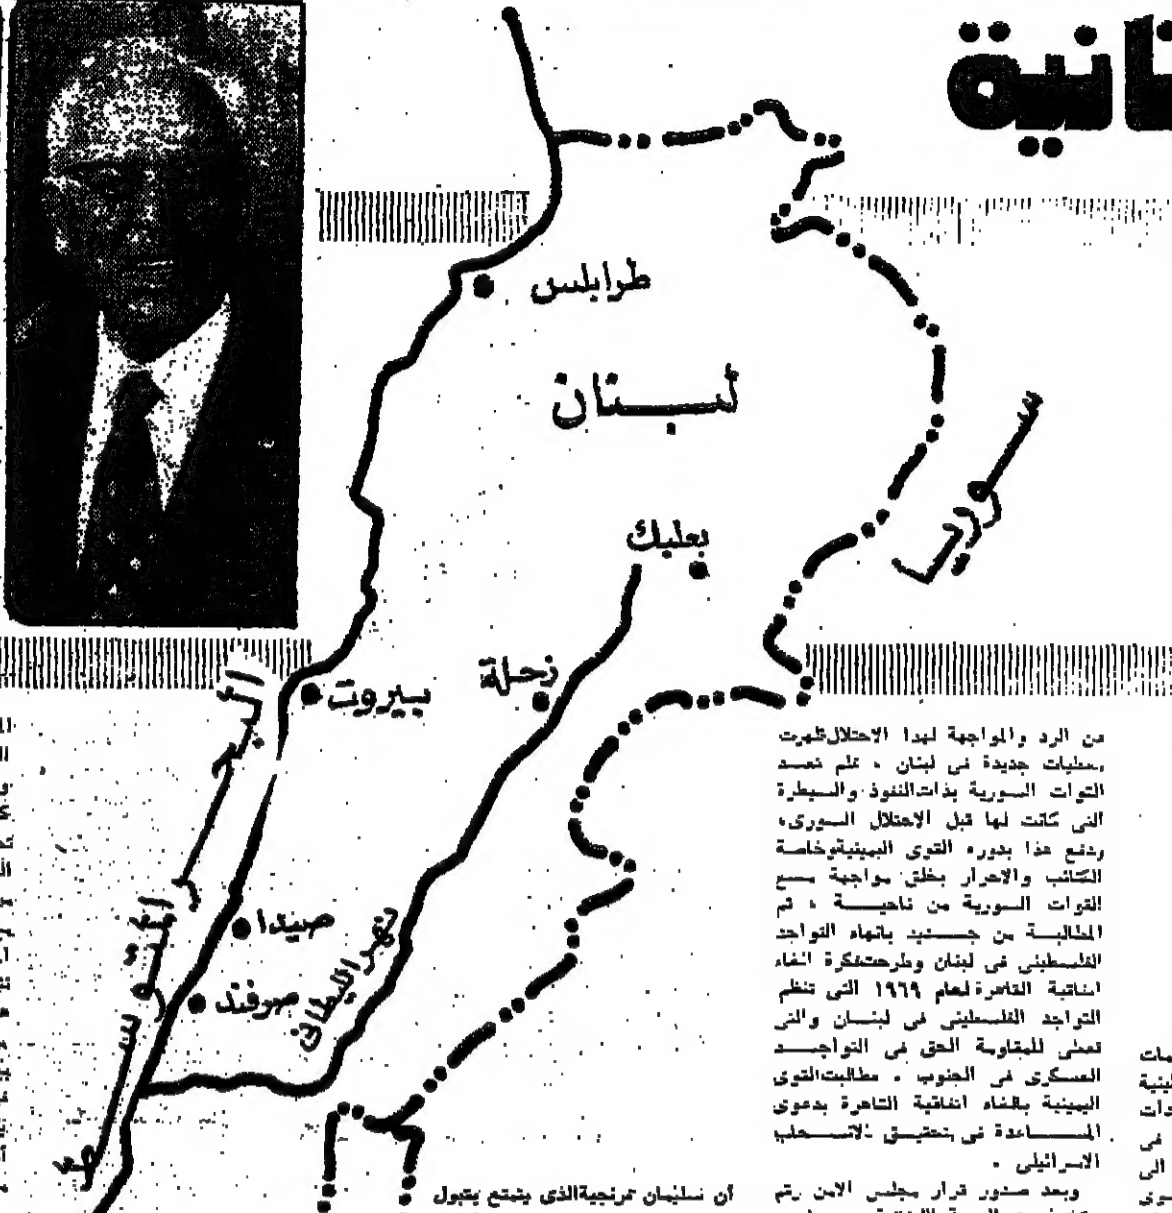 طرابلس
لبنان
سوريا
بعلبك
زحلة
بيروت
البحر المتوسط
صيدا
صرفند
نهر الليطاني
من الرد والمواجهة لهذا الاحتلال ظهرت
معطيات جديدة في لبنان ، فلم تعد
القوات السورية بذات النفوذ والسيطرة
التي كانت لها قبل الاحتلال السوري،
ودفع هذا بدوره القوى اليمينية وخاصة
الكتائب والاحرار بخلق مواجهة مع
القوات السورية من ناحية ، ثم
المطالبة من جديد بانهاء التواجد
الفلسطيني في لبنان وطرحت فكرة الغاء
اتفاقية القاهرة لعام ١٩٦٩ التي تنظم
التواجد الفلسطيني في لبنان والتي
تعطي للمقاومة الحق في التواجد
العسكري في الجنوب . مطالبت القوى
اليمينية بالغاء اتفاقية القاهرة بدعوى
المساعدة في تحقيق الانسحاب
الاسرائيلي .
وبعد صدور قرار مجلس الامن رقم
أن سليمان فرنجية الذي يتمتع بقبول